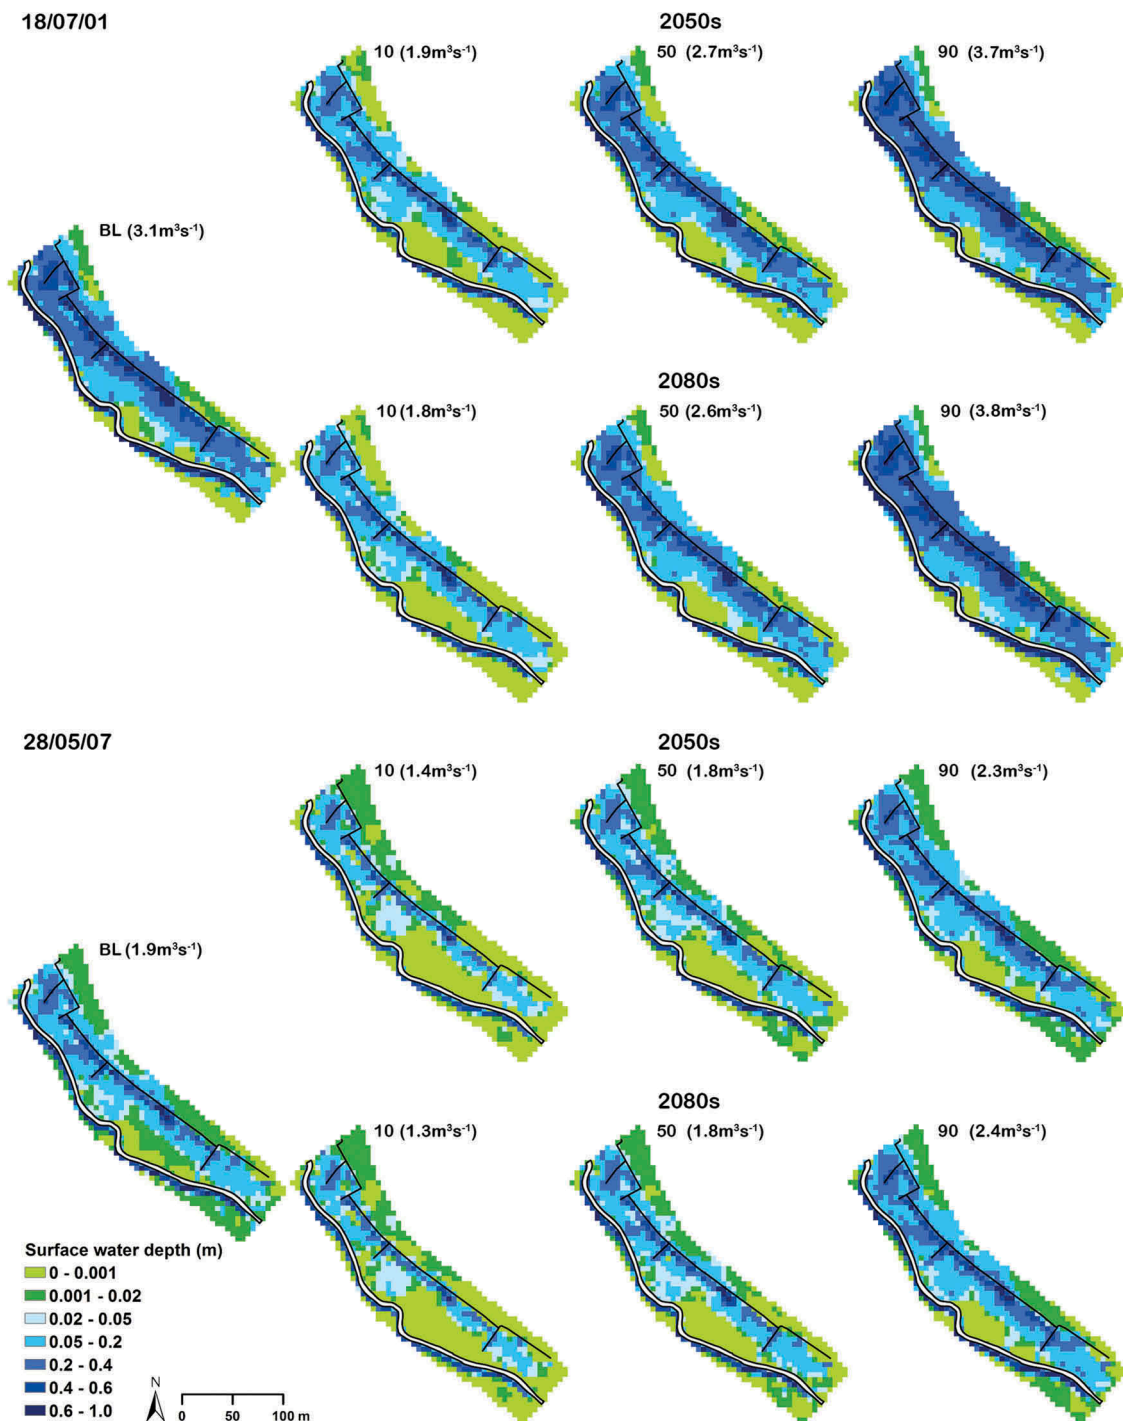 18/07/01
2050s
10 (1.9m³s⁻¹)
50 (2.7m³s⁻¹)
90 (3.7m³s⁻¹)
BL (3.1m³s⁻¹)
2080s
10 (1.8m³s⁻¹)
50 (2.6m³s⁻¹)
90 (3.8m³s⁻¹)
28/05/07
2050s
10 (1.4m³s⁻¹)
50 (1.8m³s⁻¹)
90 (2.3m³s⁻¹)
BL (1.9m³s⁻¹)
2080s
10 (1.3m³s⁻¹)
50 (1.8m³s⁻¹)
90 (2.4m³s⁻¹)
Surface water depth (m)
0 - 0.001
0.001 - 0.02
0.02 - 0.05
0.05 - 0.2
0.2 - 0.4
0.4 - 0.6
0.6 - 1.0
N
0 50 100 m